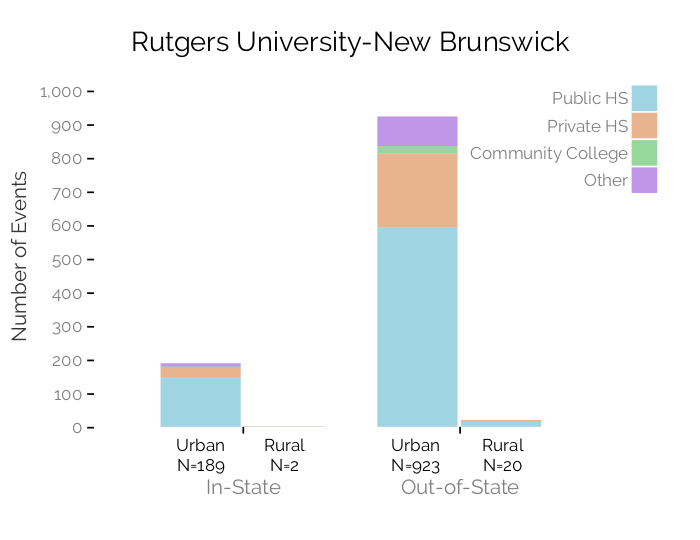 Rutgers University-New Brunswick
Public HS
Private HS
Community College
Other
Number of Events
1,000
900
800
700
600
500
400
300
200
100
0
Urban Rural Urban Rural
N=189 N=2 N=923 N=20
In-State Out-of-State